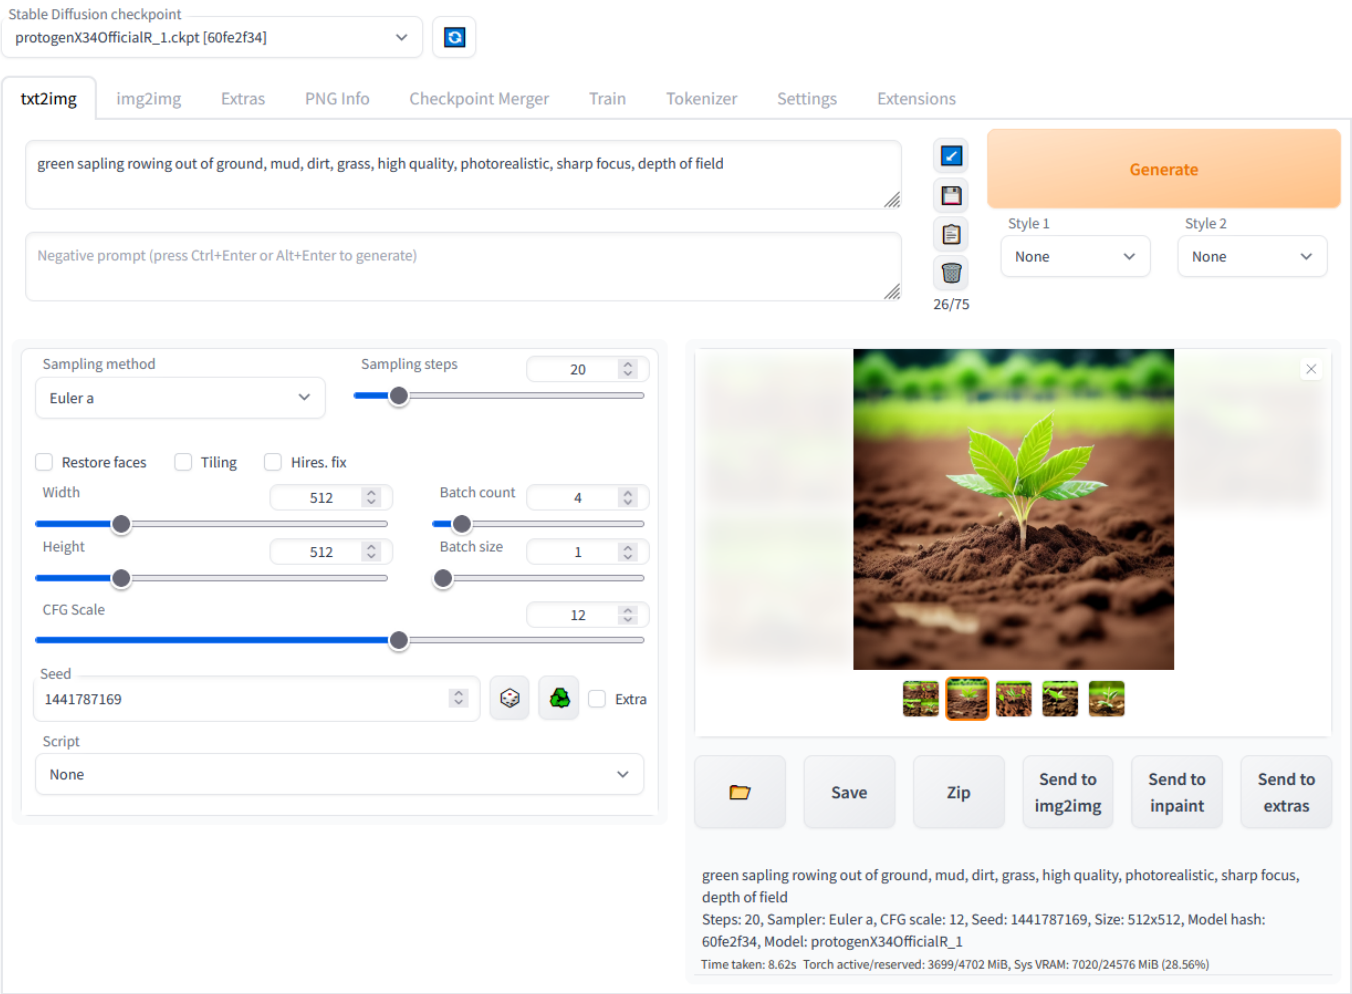 Stable Diffusion checkpoint
protogenX34OfficialR_1.ckpt [60fe2f34]
txt2img img2img Extras PNG Info Checkpoint Merger Train Tokenizer Settings Extensions
green sapling rowing out of ground, mud, dirt, grass, high quality, photorealistic, sharp focus, depth of field
Negative prompt (press Ctrl+Enter or Alt+Enter to generate)
26/75
Generate
Style 1 Style 2
None None
Sampling method Sampling steps 20
Euler a
Restore faces Tiling Hires. fix
Width 512 Batch count 4
Height 512 Batch size 1
CFG Scale 12
Seed
1441787169 Extra
Script
None
Save Zip Send to img2img Send to inpaint Send to extras
green sapling rowing out of ground, mud, dirt, grass, high quality, photorealistic, sharp focus,
depth of field
Steps: 20, Sampler: Euler a, CFG scale: 12, Seed: 1441787169, Size: 512x512, Model hash:
60fe2f34, Model: protogenX34OfficialR_1
Time taken: 8.62s Torch active/reserved: 3699/4702 MiB, Sys VRAM: 7020/24576 MiB (28.56%)